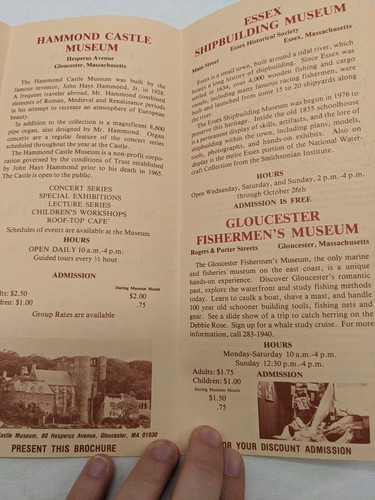 HAMMOND CASTLE
MUSEUM
Hesperus Avenue
Gloucester, Massachusetts
The Hammond Castle Museum was built by the
famous inventor, John Hays Hammond, Jr. in 1928.
A frequent traveler abroad, Mr. Hammond combined
elements of Roman, Medieval and Renaissance periods
in his attempt to recreate an atmosphere of European
beauty.
In addition to the collection is a magnificent 8,600
pipe organ, also designed by Mr. Hammond. Organ
concerts are a regular feature of the concert series
scheduled throughout the year at the Castle.
The Hammond Castle Museum is a non-profit corpo-
ration governed by the conditions of Trust established
by John Hays Hammond prior to his death in 1965.
The Castle is open to the public.
CONCERT SERIES
SPECIAL EXHIBITIONS
LECTURE SERIES
CHILDREN'S WORKSHOPS
ROOF-TOP CAFE'
Schedules of events are available at the Museum
HOURS
OPEN DAILY 10 a.m.-4 p.m.
Guided tours every ½ hour
ADMISSION
During Museum Month
lts: $2.50 $2.00
dren: $1.00 .75
Group Rates are available
Castle Museum, 80 Hesperus Avenue, Gloucester, MA 01930
PRESENT THIS BROCHURE
ESSEX
SHIPBUILDING MUSEUM
Essex Historical Society
Main Street Essex, Massachusetts
Essex is a small town, built around a tidal river, which
boasts a long history of shipbuilding. Since Essex was
settled in 1634, over 4,000 wooden fishing and cargo
vessels, including many famous racing fishermen, were
built and launched from some 15 to 20 shipyards along
the river.
The Essex Shipbuilding Museum was begun in 1976 to
preserve this heritage. Inside the old 1835 schoolhouse
is a permanent display of skills, artifacts, and the lore of
shipbuilding within the town, including plans, models,
tools, photographs, and hands-on exhibits. Also on
display is the entire Essex portion of the National Water-
craft Collection from the Smithsonian Institute.
HOURS
Open Wednesday, Saturday, and Sunday, 2 p.m.-4 p.m.
through October 26th
ADMISSION IS FREE
GLOUCESTER
FISHERMEN'S MUSEUM
Rogers & Porter Streets Gloucester, Massachusetts
The Gloucester Fishermen's Museum, the only marine
and fisheries museum on the east coast, is a unique
hands-on experience. Discover Gloucester's romantic
past, explore the waterfront and study fishing methods
today. Learn to caulk a boat, shave a mast, and handle
100 year old schooner building tools, fishing nets and
gear. See a slide show of a trip to catch herring on the
Debbie Rose. Sign up for a whale study cruise. For more
information, call 283-1940.
HOURS
Monday-Saturday 10 a.m.-4 p.m.
Sunday 12:30 p.m.-4 p.m.
Adults: $1.75 ADMISSION
Children: $1.00
During Museum Month
$1.50
.75
FOR YOUR DISCOUNT ADMISSION